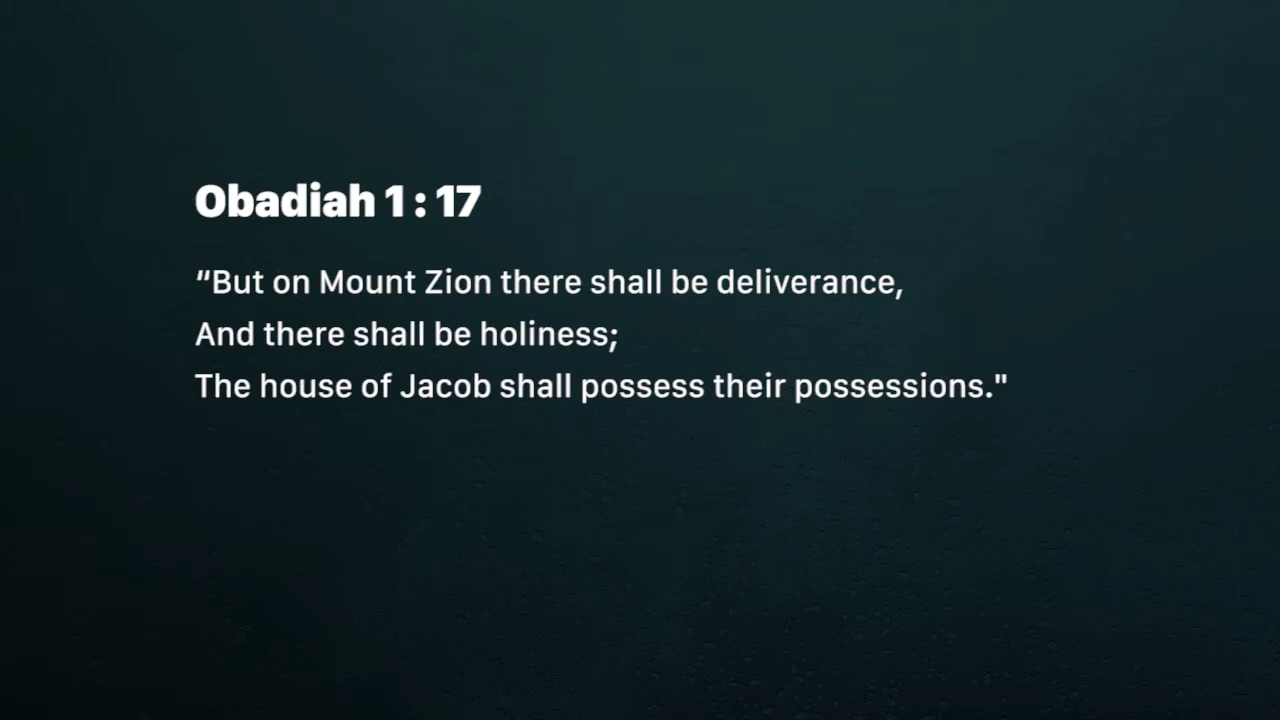 Obadiah 1 : 17
"But on Mount Zion there shall be deliverance,
And there shall be holiness;
The house of Jacob shall possess their possessions."